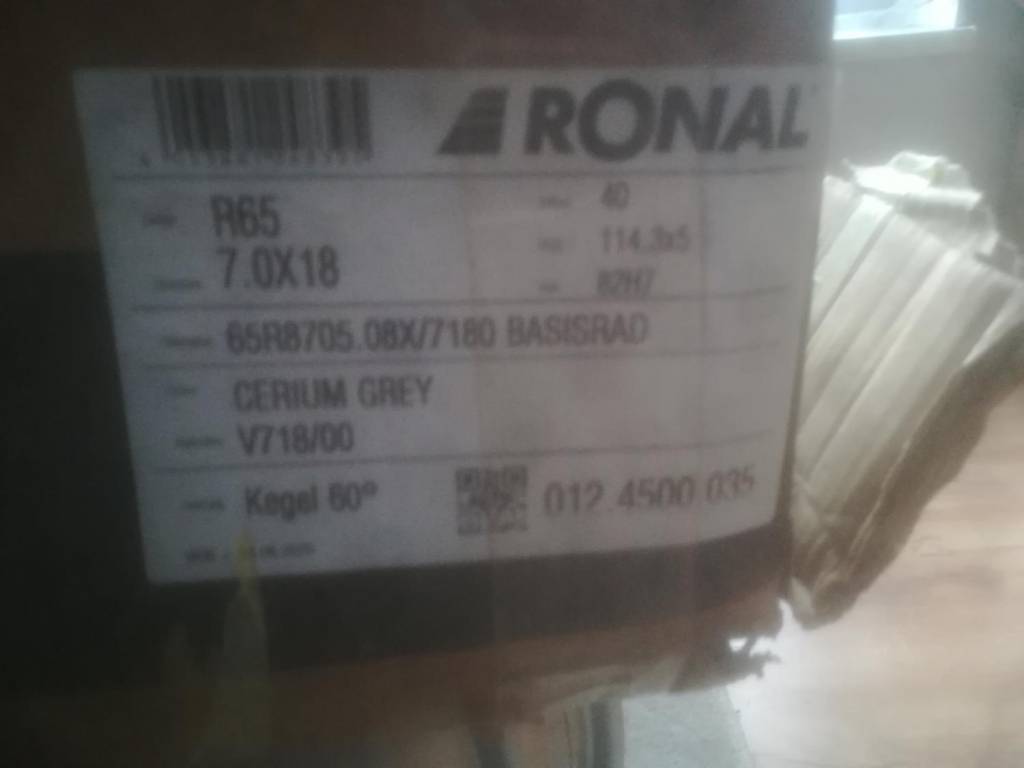 RONAL
R65
40
7.0X18
114.3x5
82H7
65R8705.08X/7180 BASISRAD
CERIUM GREY
V718/00
Kegel 60°
012.4500.035